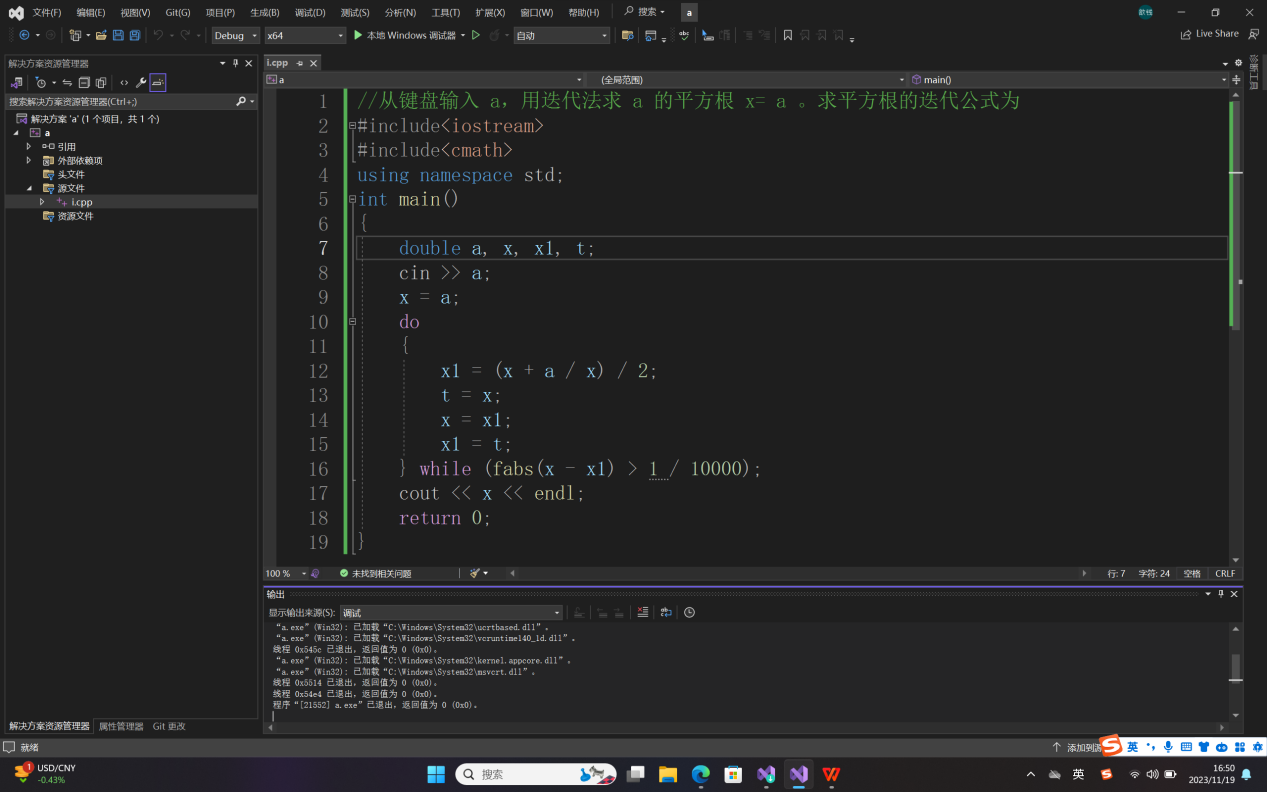 文件(F) 编辑(E) 视图(V) Git(G) 项目(P) 生成(B) 调试(D) 测试(S) 分析(N) 工具(T) 扩展(X) 窗口(W) 帮助(H) 搜索 a
Debug x64 本地 Windows 调试器 自动 Live Share
解决方案资源管理器
搜索解决方案资源管理器(Ctrl+;)
解决方案 'a' (1 个项目，共 1 个)
a
引用
外部依赖项
头文件
源文件
i.cpp
资源文件
解决方案资源管理器 属性管理器 Git 更改
i.cpp
a (全局范围) main()
诊断工具
1 //从键盘输入 a，用迭代法求 a 的平方根 x= a 。求平方根的迭代公式为
2 #include<iostream>
3 #include<cmath>
4 using namespace std;
5 int main()
6 {
7 double a, x, x1, t;
8 cin >> a;
9 x = a;
10 do
11 {
12 x1 = (x + a / x) / 2;
13 t = x;
14 x = x1;
15 x1 = t;
16 } while (fabs(x - x1) > 1 / 10000);
17 cout << x << endl;
18 return 0;
19 }
100 % 未找到相关问题 行: 7 字符: 24 空格 CRLF
输出
显示输出来源(S): 调试
“a.exe”(Win32): 已加载“C:\Windows\System32\ucrtbased.dll”。
“a.exe”(Win32): 已加载“C:\Windows\System32\vcruntime140_1d.dll”。
线程 0x545c 已退出，返回值为 0 (0x0)。
“a.exe”(Win32): 已加载“C:\Windows\System32\kernel.appcore.dll”。
“a.exe”(Win32): 已加载“C:\Windows\System32\msvcrt.dll”。
线程 0x5514 已退出，返回值为 0 (0x0)。
线程 0x54e4 已退出，返回值为 0 (0x0)。
程序“[21552] a.exe”已退出，返回值为 0 (0x0)。
就绪 添加到源 英
1 USD/CNY
-0.43%
搜索
英
16:50
2023/11/19